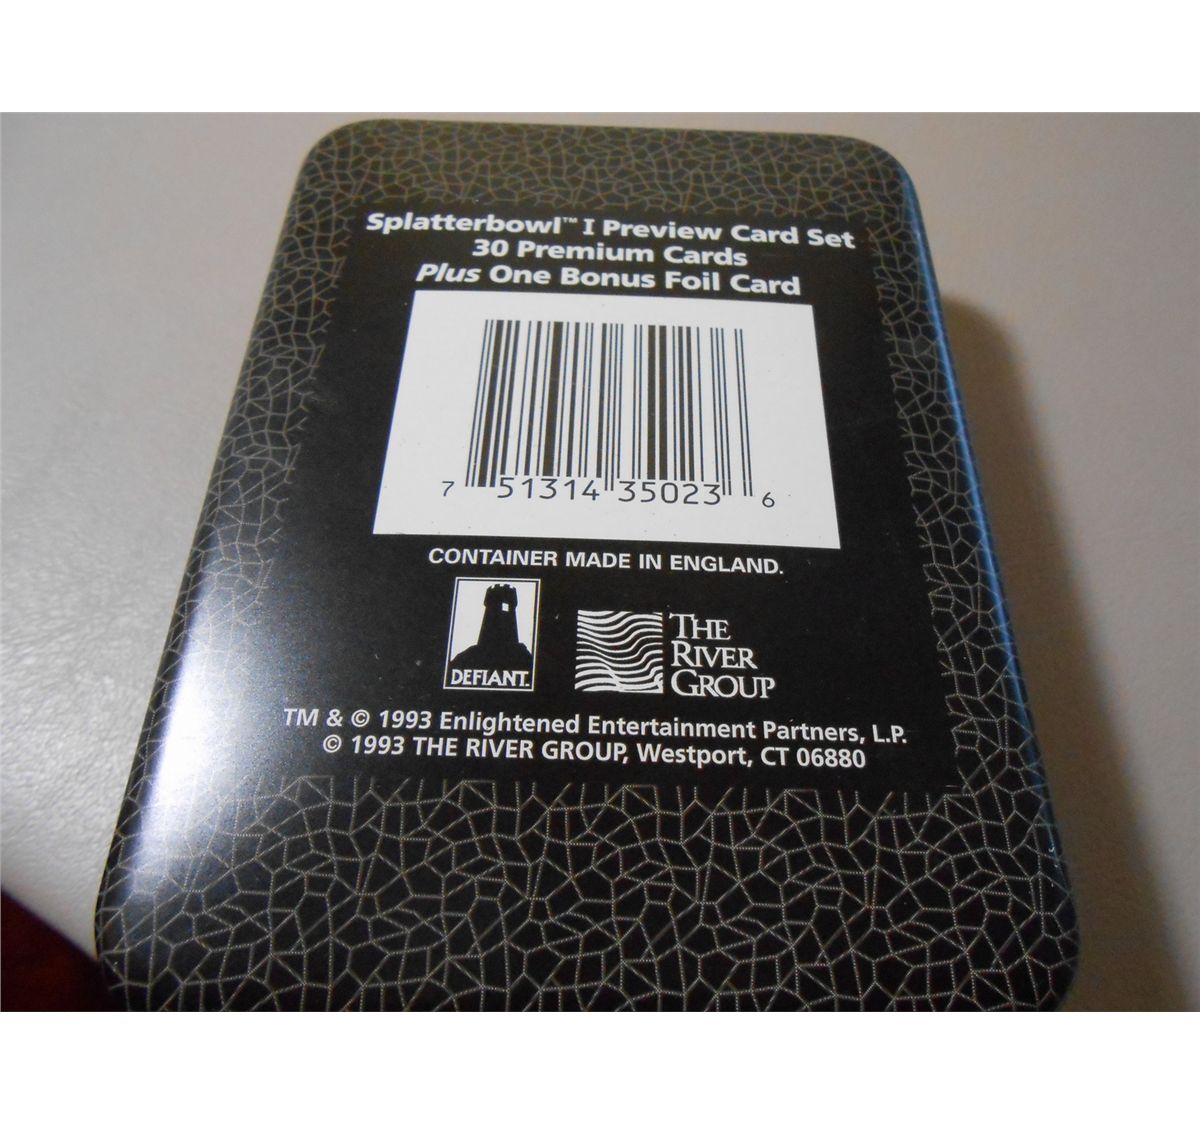 Splatterbowl™ I Preview Card Set
30 Premium Cards
Plus One Bonus Foil Card
7 51314 35023 6
CONTAINER MADE IN ENGLAND.
DEFIANT.
THE
RIVER
GROUP
TM & © 1993 Enlightened Entertainment Partners, L.P.
© 1993 THE RIVER GROUP, Westport, CT 06880